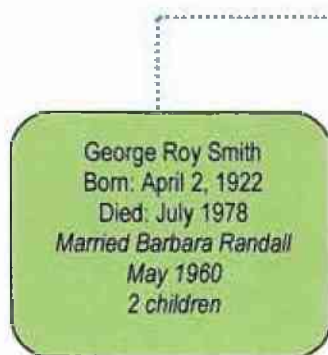 George Roy Smith
Born: April 2, 1922
Died: July 1978
Married Barbara Randall
May 1960
2 children